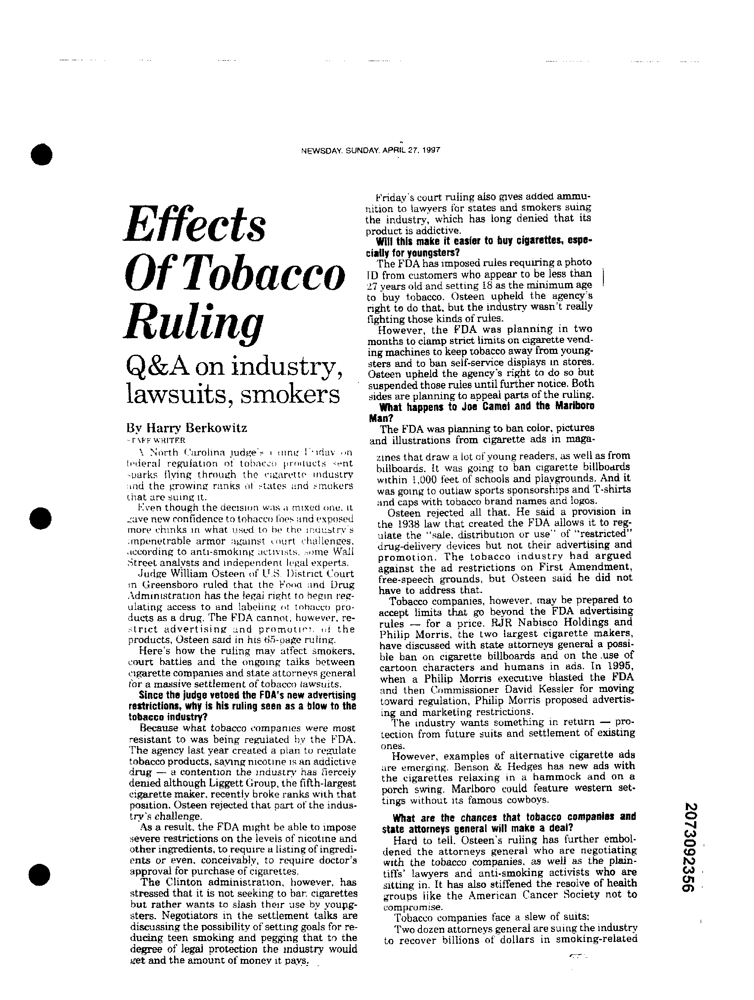 NEWSDAY. SUNDAY. APRIL 27. 1997
Effects
Of Tobacco
Ruling
Q&A on industry,
lawsuits, smokers
By Harry Berkowitz
STAFF WRITER
A North Carolina judge's ruling Friday on
federal regulation of tobacco products sent
sparks flying through the cigarette industry
and the growing ranks of states and smokers
that are suing it.
Even though the decision was a mixed one, it
gave new confidence to tobacco foes and exposed
more chinks in what used to be the industry's
impenetrable armor against court challenges,
according to anti-smoking activists, some Wall
Street analysts and independent legal experts.
Judge William Osteen of U.S. District Court
in Greensboro ruled that the Food and Drug
Administration has the legal right to begin reg-
ulating access to and labeling of tobacco pro-
ducts as a drug. The FDA cannot, however, re-
strict advertising and promotion of the
products, Osteen said in his 65-page ruling.
Here's how the ruling may affect smokers,
court battles and the ongoing talks between
cigarette companies and state attorneys general
for a massive settlement of tobacco lawsuits.
Since the judge vetoed the FDA's new advertising
restrictions, why is his ruling seen as a blow to the
tobacco industry?
Because what tobacco companies were most
resistant to was being regulated by the FDA.
The agency last year created a plan to regulate
tobacco products, saying nicotine is an addictive
drug — a contention the industry has fiercely
denied although Liggett Group, the fifth-largest
cigarette maker, recently broke ranks with that
position. Osteen rejected that part of the indus-
try's challenge.
As a result, the FDA might be able to impose
severe restrictions on the levels of nicotine and
other ingredients, to require a listing of ingredi-
ents or even, conceivably, to require doctor's
approval for purchase of cigarettes.
The Clinton administration, however, has
stressed that it is not seeking to bar cigarettes
but rather wants to slash their use by young-
sters. Negotiators in the settlement talks are
discussing the possibility of setting goals for re-
ducing teen smoking and pegging that to the
degree of legal protection the industry would
get and the amount of money it pays.
Friday's court ruling also gives added ammu-
nition to lawyers for states and smokers suing
the industry, which has long denied that its
product is addictive.
Will this make it easier to buy cigarettes, espe-
cially for youngsters?
The FDA has imposed rules requiring a photo
ID from customers who appear to be less than
27 years old and setting 18 as the minimum age
to buy tobacco. Osteen upheld the agency's
right to do that, but the industry wasn't really
fighting those kinds of rules.
However, the FDA was planning in two
months to clamp strict limits on cigarette vend-
ing machines to keep tobacco away from young-
sters and to ban self-service displays in stores.
Osteen upheld the agency's right to do so but
suspended those rules until further notice. Both
sides are planning to appeal parts of the ruling.
What happens to Joe Camel and the Marlboro
Man?
The FDA was planning to ban color, pictures
and illustrations from cigarette ads in maga-
zines that draw a lot of young readers, as well as from
billboards. It was going to ban cigarette billboards
within 1,000 feet of schools and playgrounds. And it
was going to outlaw sports sponsorships and T-shirts
and caps with tobacco brand names and logos.
Osteen rejected all that. He said a provision in
the 1938 law that created the FDA allows it to reg-
ulate the "sale, distribution or use" of "restricted"
drug-delivery devices but not their advertising and
promotion. The tobacco industry had argued
against the ad restrictions on First Amendment,
free-speech grounds, but Osteen said he did not
have to address that.
Tobacco companies, however, may be prepared to
accept limits that go beyond the FDA advertising
rules — for a price. RJR Nabisco Holdings and
Philip Morris, the two largest cigarette makers,
have discussed with state attorneys general a possi-
ble ban on cigarette billboards and on the use of
cartoon characters and humans in ads. In 1995,
when a Philip Morris executive blasted the FDA
and then Commissioner David Kessler for moving
toward regulation, Philip Morris proposed advertis-
ing and marketing restrictions.
The industry wants something in return — pro-
tection from future suits and settlement of existing
ones.
However, examples of alternative cigarette ads
are emerging. Benson & Hedges has new ads with
the cigarettes relaxing in a hammock and on a
porch swing. Marlboro could feature western set-
tings without its famous cowboys.
What are the chances that tobacco companies and
state attorneys general will make a deal?
Hard to tell. Osteen's ruling has further embol-
dened the attorneys general who are negotiating
with the tobacco companies, as well as the plain-
tiffs' lawyers and anti-smoking activists who are
sitting in. It has also stiffened the resolve of health
groups like the American Cancer Society not to
compromise.
Tobacco companies face a slew of suits:
Two dozen attorneys general are suing the industry
to recover billions of dollars in smoking-related
2073092356